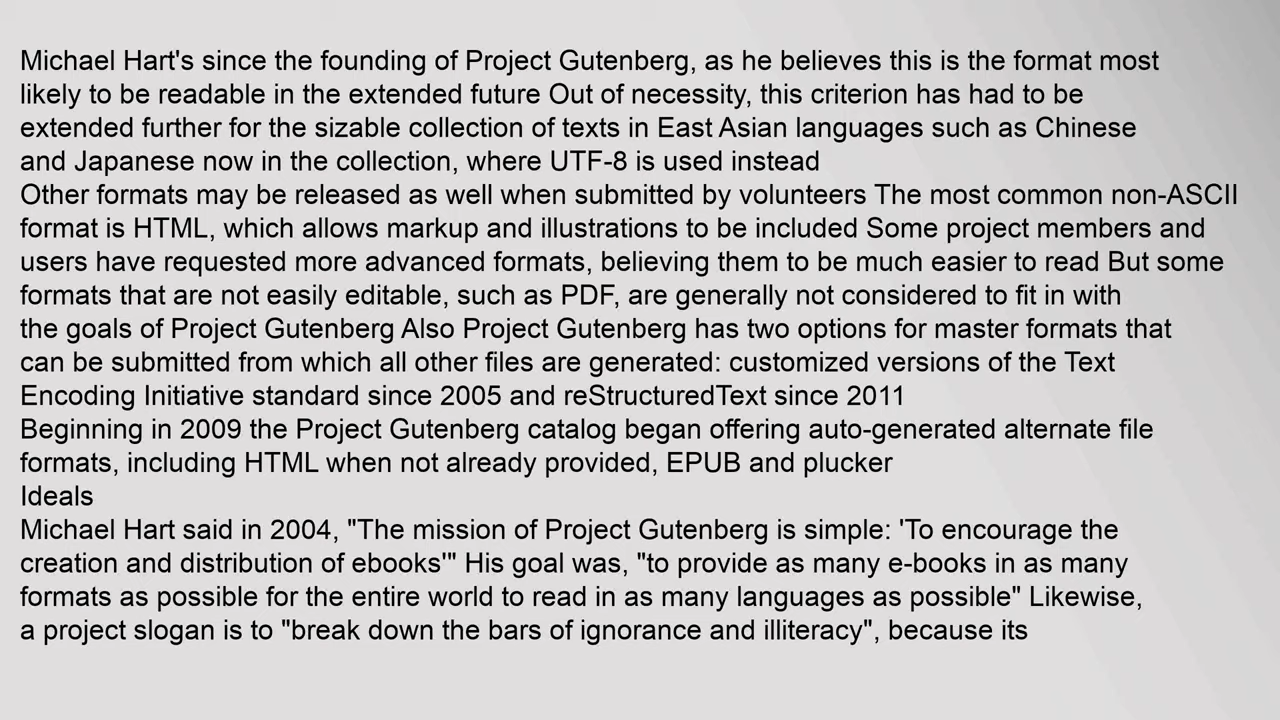 Michael Hart's since the founding of Project Gutenberg, as he believes this is the format most
likely to be readable in the extended future Out of necessity, this criterion has had to be
extended further for the sizable collection of texts in East Asian languages such as Chinese
and Japanese now in the collection, where UTF-8 is used instead
Other formats may be released as well when submitted by volunteers The most common non-ASCII
format is HTML, which allows markup and illustrations to be included Some project members and
users have requested more advanced formats, believing them to be much easier to read But some
formats that are not easily editable, such as PDF, are generally not considered to fit in with
the goals of Project Gutenberg Also Project Gutenberg has two options for master formats that
can be submitted from which all other files are generated: customized versions of the Text
Encoding Initiative standard since 2005 and reStructuredText since 2011
Beginning in 2009 the Project Gutenberg catalog began offering auto-generated alternate file
formats, including HTML when not already provided, EPUB and plucker
Ideals
Michael Hart said in 2004, "The mission of Project Gutenberg is simple: 'To encourage the
creation and distribution of ebooks'" His goal was, "to provide as many e-books in as many
formats as possible for the entire world to read in as many languages as possible" Likewise,
a project slogan is to "break down the bars of ignorance and illiteracy", because its